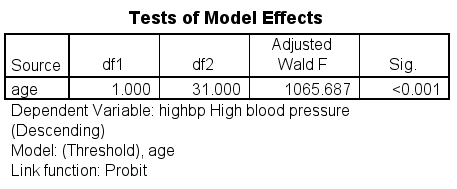 Tests of Model Effects
Source df1 df2 Adjusted Wald F Sig.
age 1.000 31.000 1065.687 <0.001
Dependent Variable: highbp High blood pressure
(Descending)
Model: (Threshold), age
Link function: Probit